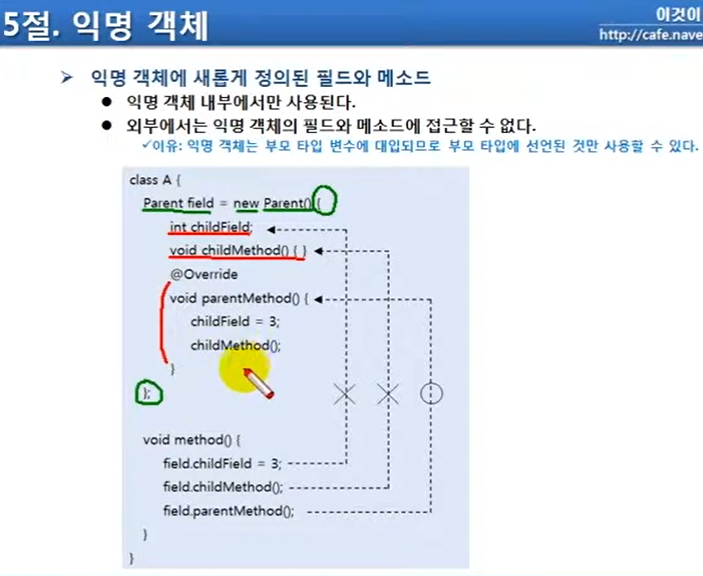 5절. 익명 객체
이것이
http://cafe.nave
➤ 익명 객체에 새롭게 정의된 필드와 메소드
● 익명 객체 내부에서만 사용된다.
● 외부에서는 익명 객체의 필드와 메소드에 접근할 수 없다.
✓이유: 익명 객체는 부모 타입 변수에 대입되므로 부모 타입에 선언된 것만 사용할 수 있다.
class A {
Parent field = new Parent() {
int childField;
void childMethod() { }
@Override
void parentMethod() {
childField = 3;
childMethod();
}
};
void method() {
field.childField = 3;
field.childMethod();
field.parentMethod();
}
}